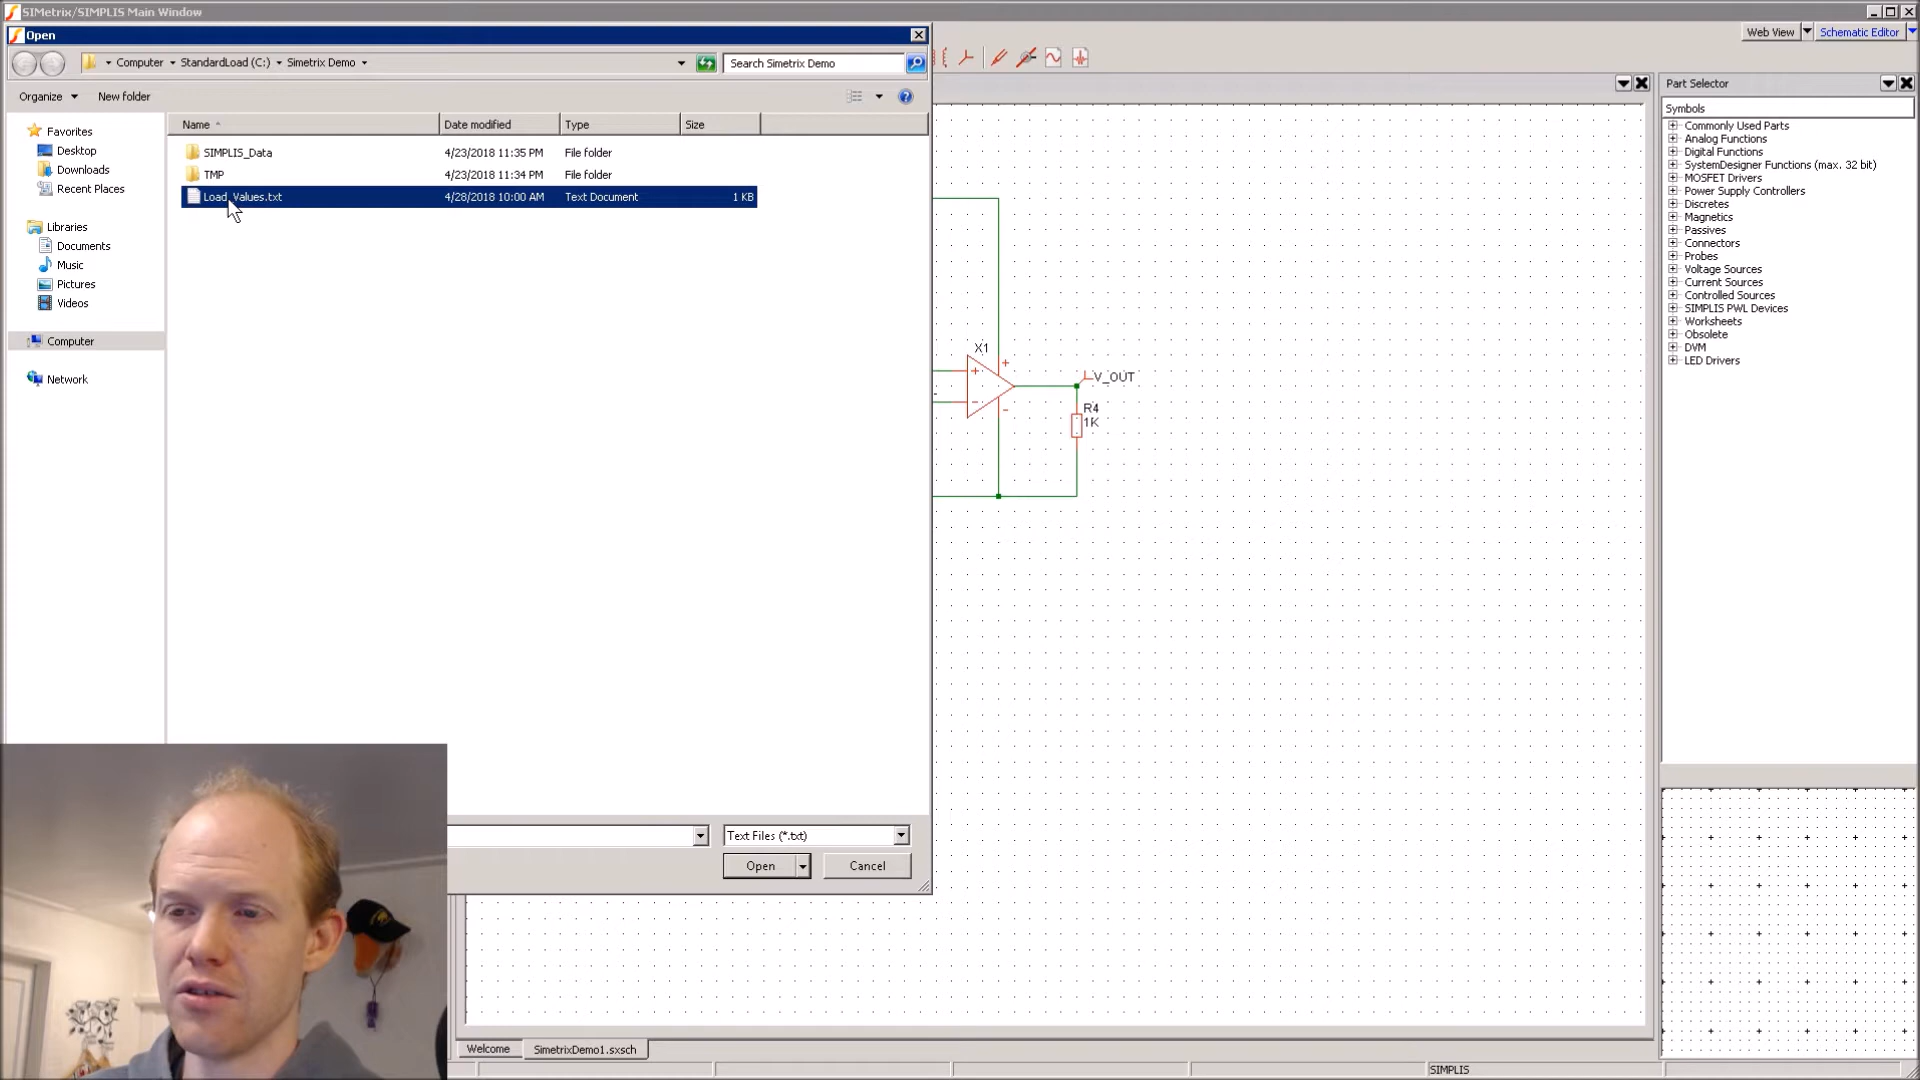 SIMetrix/SIMPLIS Main Window
Open
Web View
Schematic Editor
Computer
StandardLoad (C:)
Simetrix Demo
Search Simetrix Demo
Organize
New folder
Part Selector
Symbols
Name
Date modified
Type
Size
Favorites
Desktop
Downloads
Recent Places
Libraries
Documents
Music
Pictures
Videos
Computer
Network
SIMPLIS_Data 4/23/2018 11:35 PM File folder
TMP 4/23/2018 11:34 PM File folder
Load_Values.txt 4/28/2018 10:00 AM Text Document 1 KB
Commonly Used Parts
Analog Functions
Digital Functions
SystemDesigner Functions (max. 32 bit)
MOSFET Drivers
Power Supply Controllers
Discretes
Magnetics
Passives
Connectors
Probes
Voltage Sources
Current Sources
Controlled Sources
SIMPLIS PWL Devices
Worksheets
Obsolete
DVM
LED Drivers
X1
V_OUT
R4
1K
Text Files (*.txt)
Open
Cancel
Welcome
SimetrixDemo1.sxsch
SIMPLIS